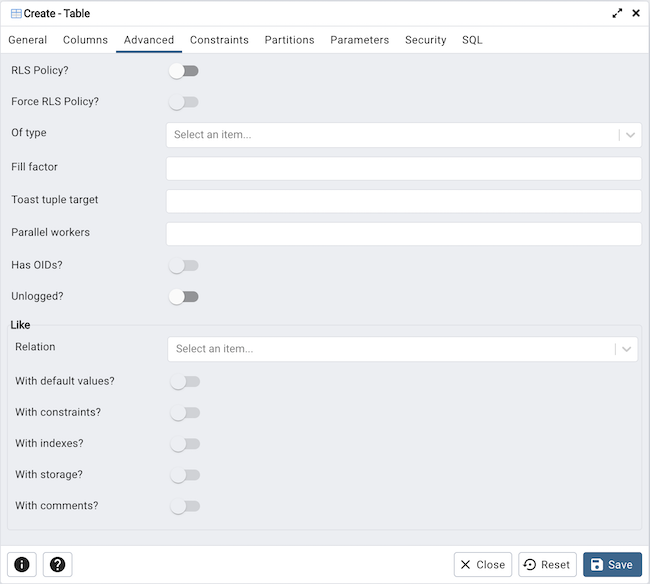 Create - Table
General Columns Advanced Constraints Partitions Parameters Security SQL
RLS Policy?
Force RLS Policy?
Of type Select an item...
Fill factor
Toast tuple target
Parallel workers
Has OIDs?
Unlogged?
Like
Relation Select an item...
With default values?
With constraints?
With indexes?
With storage?
With comments?
Close Reset Save